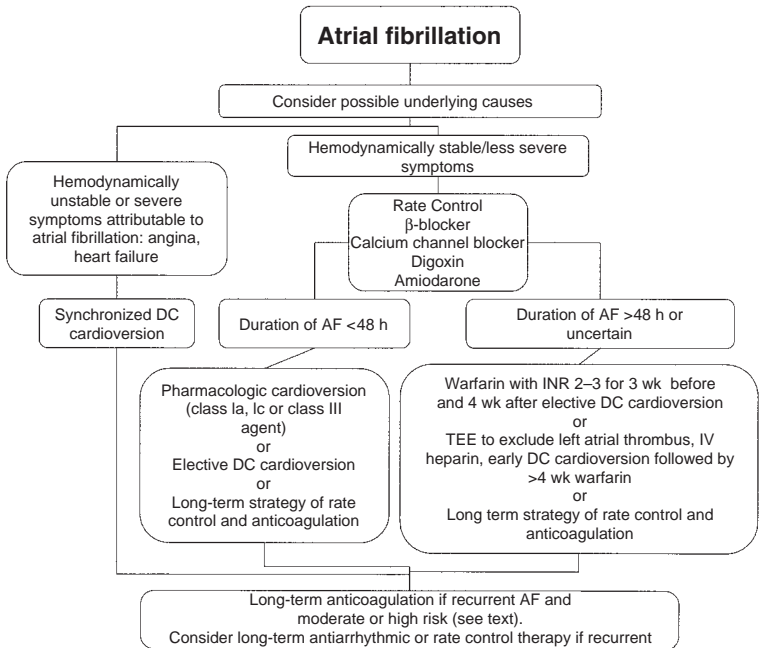 Atrial fibrillation
Consider possible underlying causes
Hemodynamically
unstable or severe
symptoms attributable to
atrial fibrillation: angina,
heart failure
Hemodynamically stable/less severe
symptoms
Rate Control
β-blocker
Calcium channel blocker
Digoxin
Amiodarone
Synchronized DC
cardioversion
Duration of AF <48 h
Duration of AF >48 h or
uncertain
Pharmacologic cardioversion
(class Ia, Ic or class III
agent)
or
Elective DC cardioversion
or
Long-term strategy of rate
control and anticoagulation
Warfarin with INR 2–3 for 3 wk before
and 4 wk after elective DC cardioversion
or
TEE to exclude left atrial thrombus, IV
heparin, early DC cardioversion followed by
>4 wk warfarin
or
Long term strategy of rate control and
anticoagulation
Long-term anticoagulation if recurrent AF and
moderate or high risk (see text).
Consider long-term antiarrhythmic or rate control therapy if recurrent